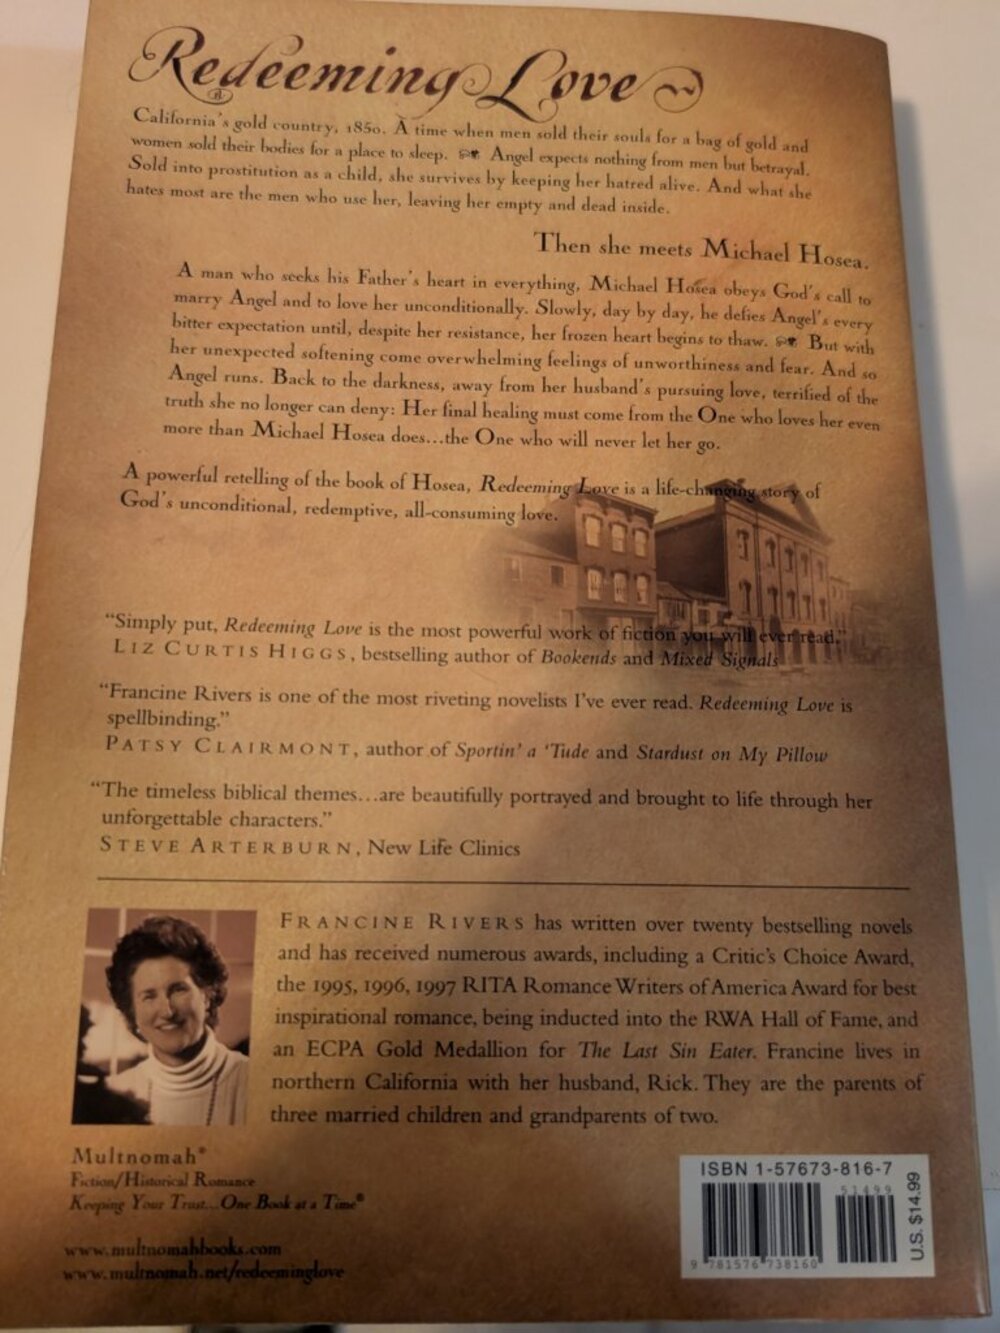 Redeeming Love
California's gold country, 1850. A time when men sold their souls for a bag of gold and
women sold their bodies for a place to sleep. Angel expects nothing from men but betrayal.
Sold into prostitution as a child, she survives by keeping her hatred alive. And what she
hates most are the men who use her, leaving her empty and dead inside.
Then she meets Michael Hosea.
A man who seeks his Father's heart in everything, Michael Hosea obeys God's call to
marry Angel and to love her unconditionally. Slowly, day by day, he defies Angel's every
bitter expectation until, despite her resistance, her frozen heart begins to thaw. But with
her unexpected softening come overwhelming feelings of unworthiness and fear. And so
Angel runs. Back to the darkness, away from her husband's pursuing love, terrified of the
truth she no longer can deny: Her final healing must come from the One who loves her even
more than Michael Hosea does...the One who will never let her go.
A powerful retelling of the book of Hosea, Redeeming Love is a life-changing story of
God's unconditional, redemptive, all-consuming love.
"Simply put, Redeeming Love is the most powerful work of fiction you will ever read."
LIZ CURTIS HIGGS, bestselling author of Bookends and Mixed Signals
"Francine Rivers is one of the most riveting novelists I've ever read. Redeeming Love is
spellbinding."
PATSY CLAIRMONT, author of Sportin' a 'Tude and Stardust on My Pillow
"The timeless biblical themes...are beautifully portrayed and brought to life through her
unforgettable characters."
STEVE ARTERBURN, New Life Clinics
FRANCINE RIVERS has written over twenty bestselling novels
and has received numerous awards, including a Critic's Choice Award,
the 1995, 1996, 1997 RITA Romance Writers of America Award for best
inspirational romance, being inducted into the RWA Hall of Fame, and
an ECPA Gold Medallion for The Last Sin Eater. Francine lives in
northern California with her husband, Rick. They are the parents of
three married children and grandparents of two.
Multnomah®
Fiction/Historical Romance
Keeping Your Trust...One Book at a Time®
www.multnomahbooks.com
www.multnomah.net/redeeminglove
ISBN 1-57673-816-7
51499
9 781576 738160
U.S. $14.99